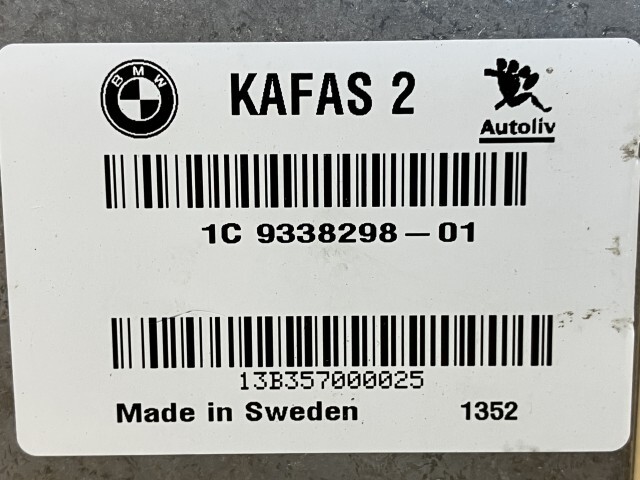 BMW
KAFAS 2
Autoliv
1C 9338298-01
13B357000025
Made in Sweden 1352